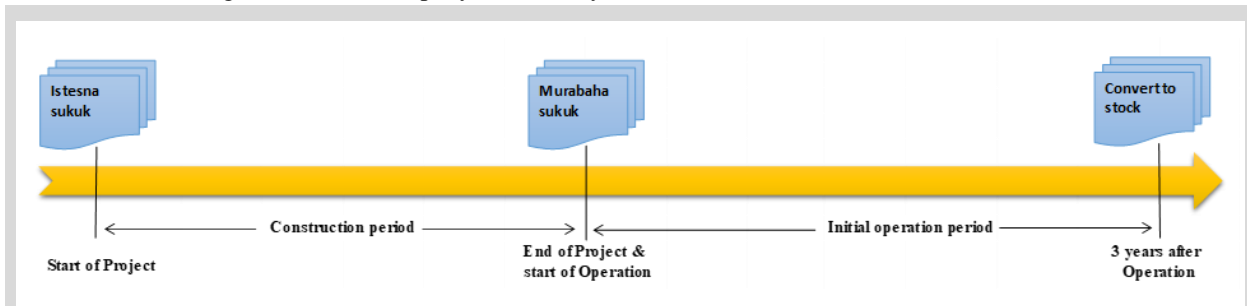 Istesna
sukuk
Murabaha
sukuk
Convert to
stock
Construction period
Initial operation period
Start of Project
End of Project &
start of Operation
3 years after
Operation